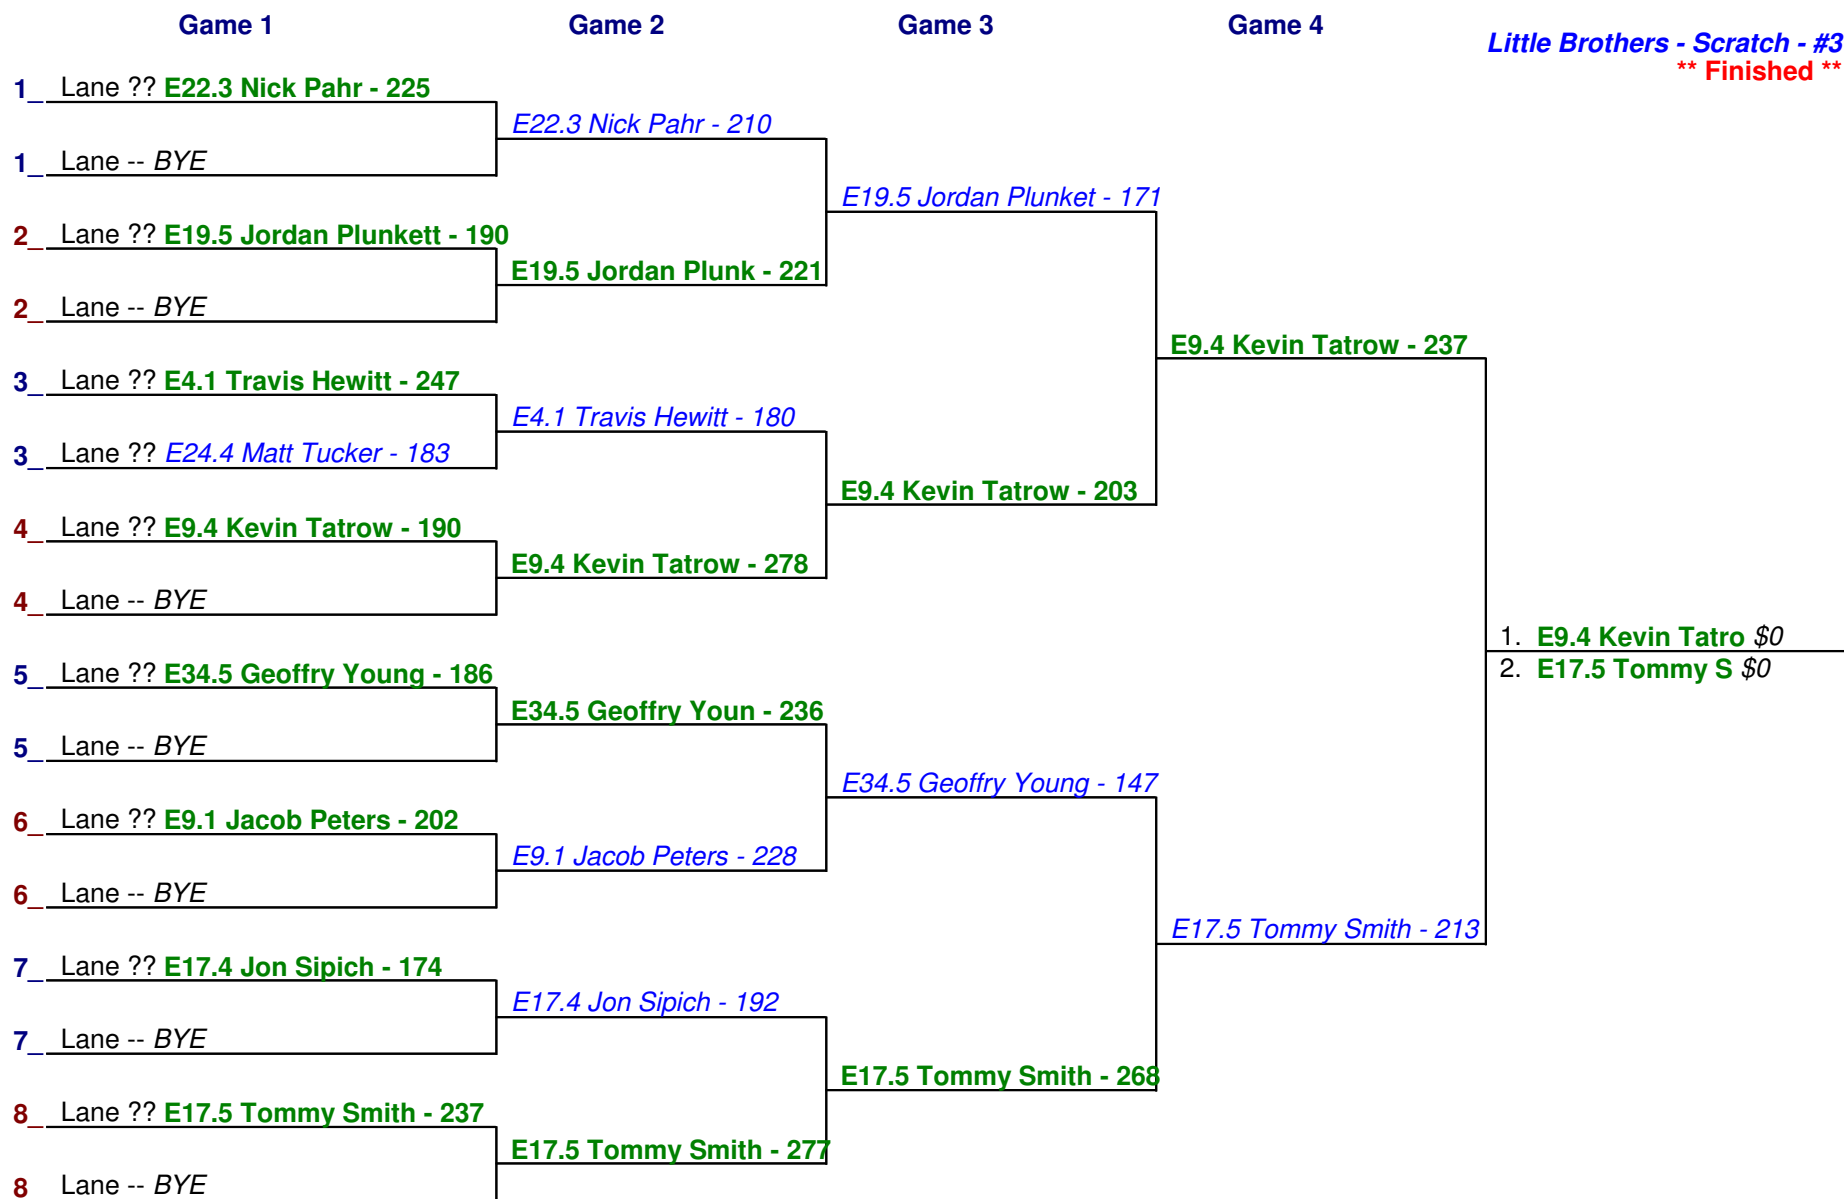 Game 1 Game 2 Game 3 Game 4
Little Brothers - Scratch - #3
** Finished **
1_ Lane ?? E22.3 Nick Pahr - 225
E22.3 Nick Pahr - 210
1_ Lane -- BYE
E19.5 Jordan Plunket - 171
2_ Lane ?? E19.5 Jordan Plunkett - 190
E19.5 Jordan Plunk - 221
2_ Lane -- BYE
E9.4 Kevin Tatrow - 237
3_ Lane ?? E4.1 Travis Hewitt - 247
E4.1 Travis Hewitt - 180
3_ Lane ?? E24.4 Matt Tucker - 183
E9.4 Kevin Tatrow - 203
4_ Lane ?? E9.4 Kevin Tatrow - 190
E9.4 Kevin Tatrow - 278
4_ Lane -- BYE
1. E9.4 Kevin Tatro $0
2. E17.5 Tommy S $0
5_ Lane ?? E34.5 Geoffry Young - 186
E34.5 Geoffry Youn - 236
5_ Lane -- BYE
E34.5 Geoffry Young - 147
6_ Lane ?? E9.1 Jacob Peters - 202
E9.1 Jacob Peters - 228
6_ Lane -- BYE
E17.5 Tommy Smith - 213
7_ Lane ?? E17.4 Jon Sipich - 174
E17.4 Jon Sipich - 192
7_ Lane -- BYE
E17.5 Tommy Smith - 268
8_ Lane ?? E17.5 Tommy Smith - 237
E17.5 Tommy Smith - 277
8 Lane -- BYE